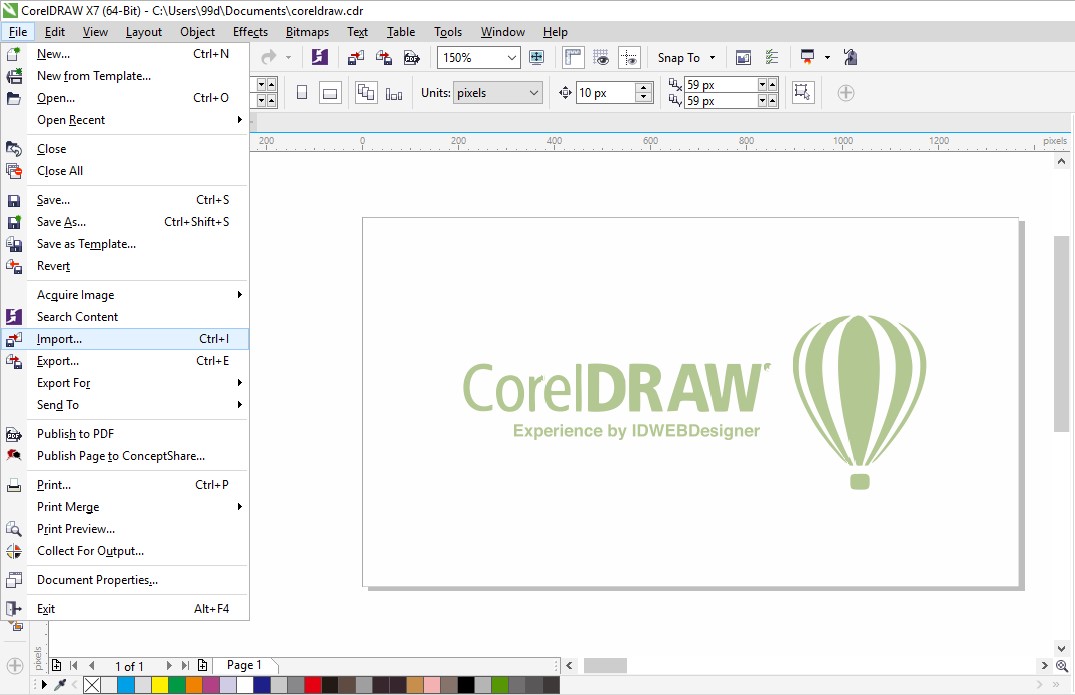 CorelDRAW X7 (64-Bit) - C:\Users\99d\Documents\coreldraw.cdr
File Edit View Layout Object Effects Bitmaps Text Table Tools Window Help
New... Ctrl+N
New from Template...
Open... Ctrl+O
Open Recent
Close
Close All
Save... Ctrl+S
Save As... Ctrl+Shift+S
Save as Template...
Revert
Acquire Image
Search Content
Import... Ctrl+I
Export... Ctrl+E
Export For
Send To
Publish to PDF
Publish Page to ConceptShare...
Print... Ctrl+P
Print Merge
Print Preview...
Collect For Output...
Document Properties...
Exit Alt+F4
PDF 150% Snap To
Units: pixels 10 px 59 px
59 px
200 0 200 400 600 800 1000 1200 pixels
CorelDRAW
Experience by IDWEBDesigner
pixels
1 of 1 Page 1